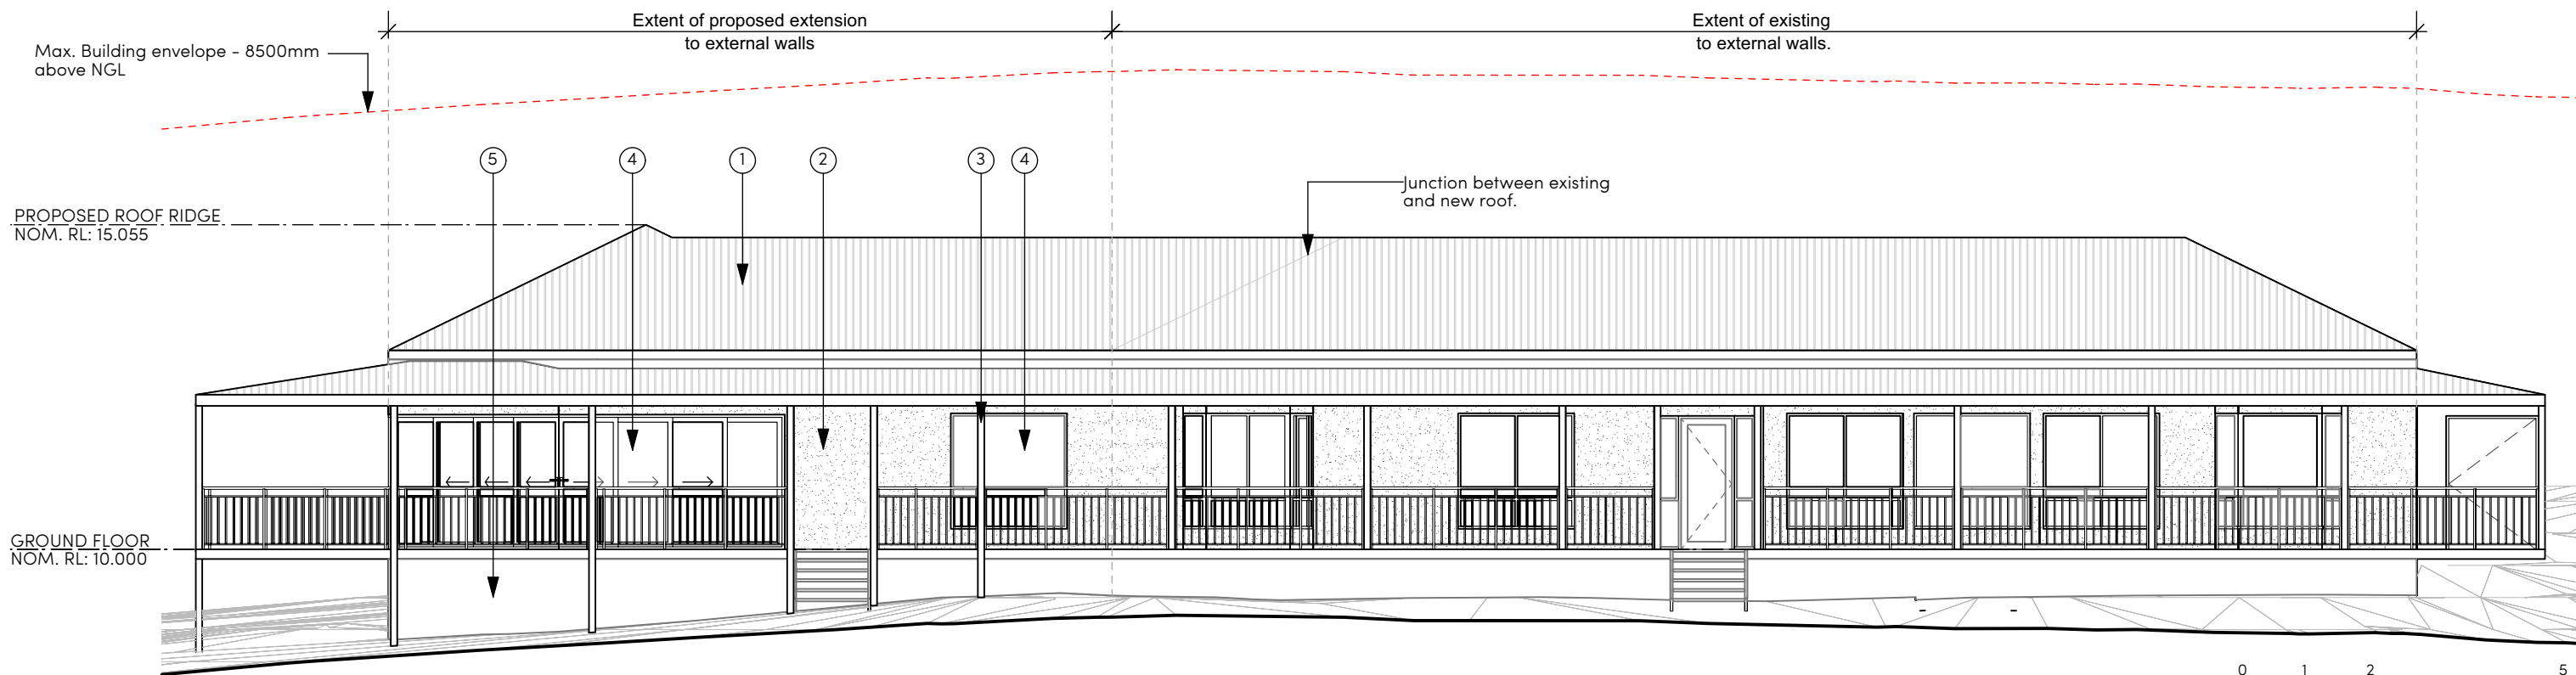 Extent of proposed extension
to external walls
Extent of existing
to external walls.
Max. Building envelope - 8500mm
above NGL
5
4
1
2
3
4
Junction between existing
and new roof.
PROPOSED ROOF RIDGE
NOM. RL: 15.055
GROUND FLOOR
NOM. RL: 10.000
0 1 2 5